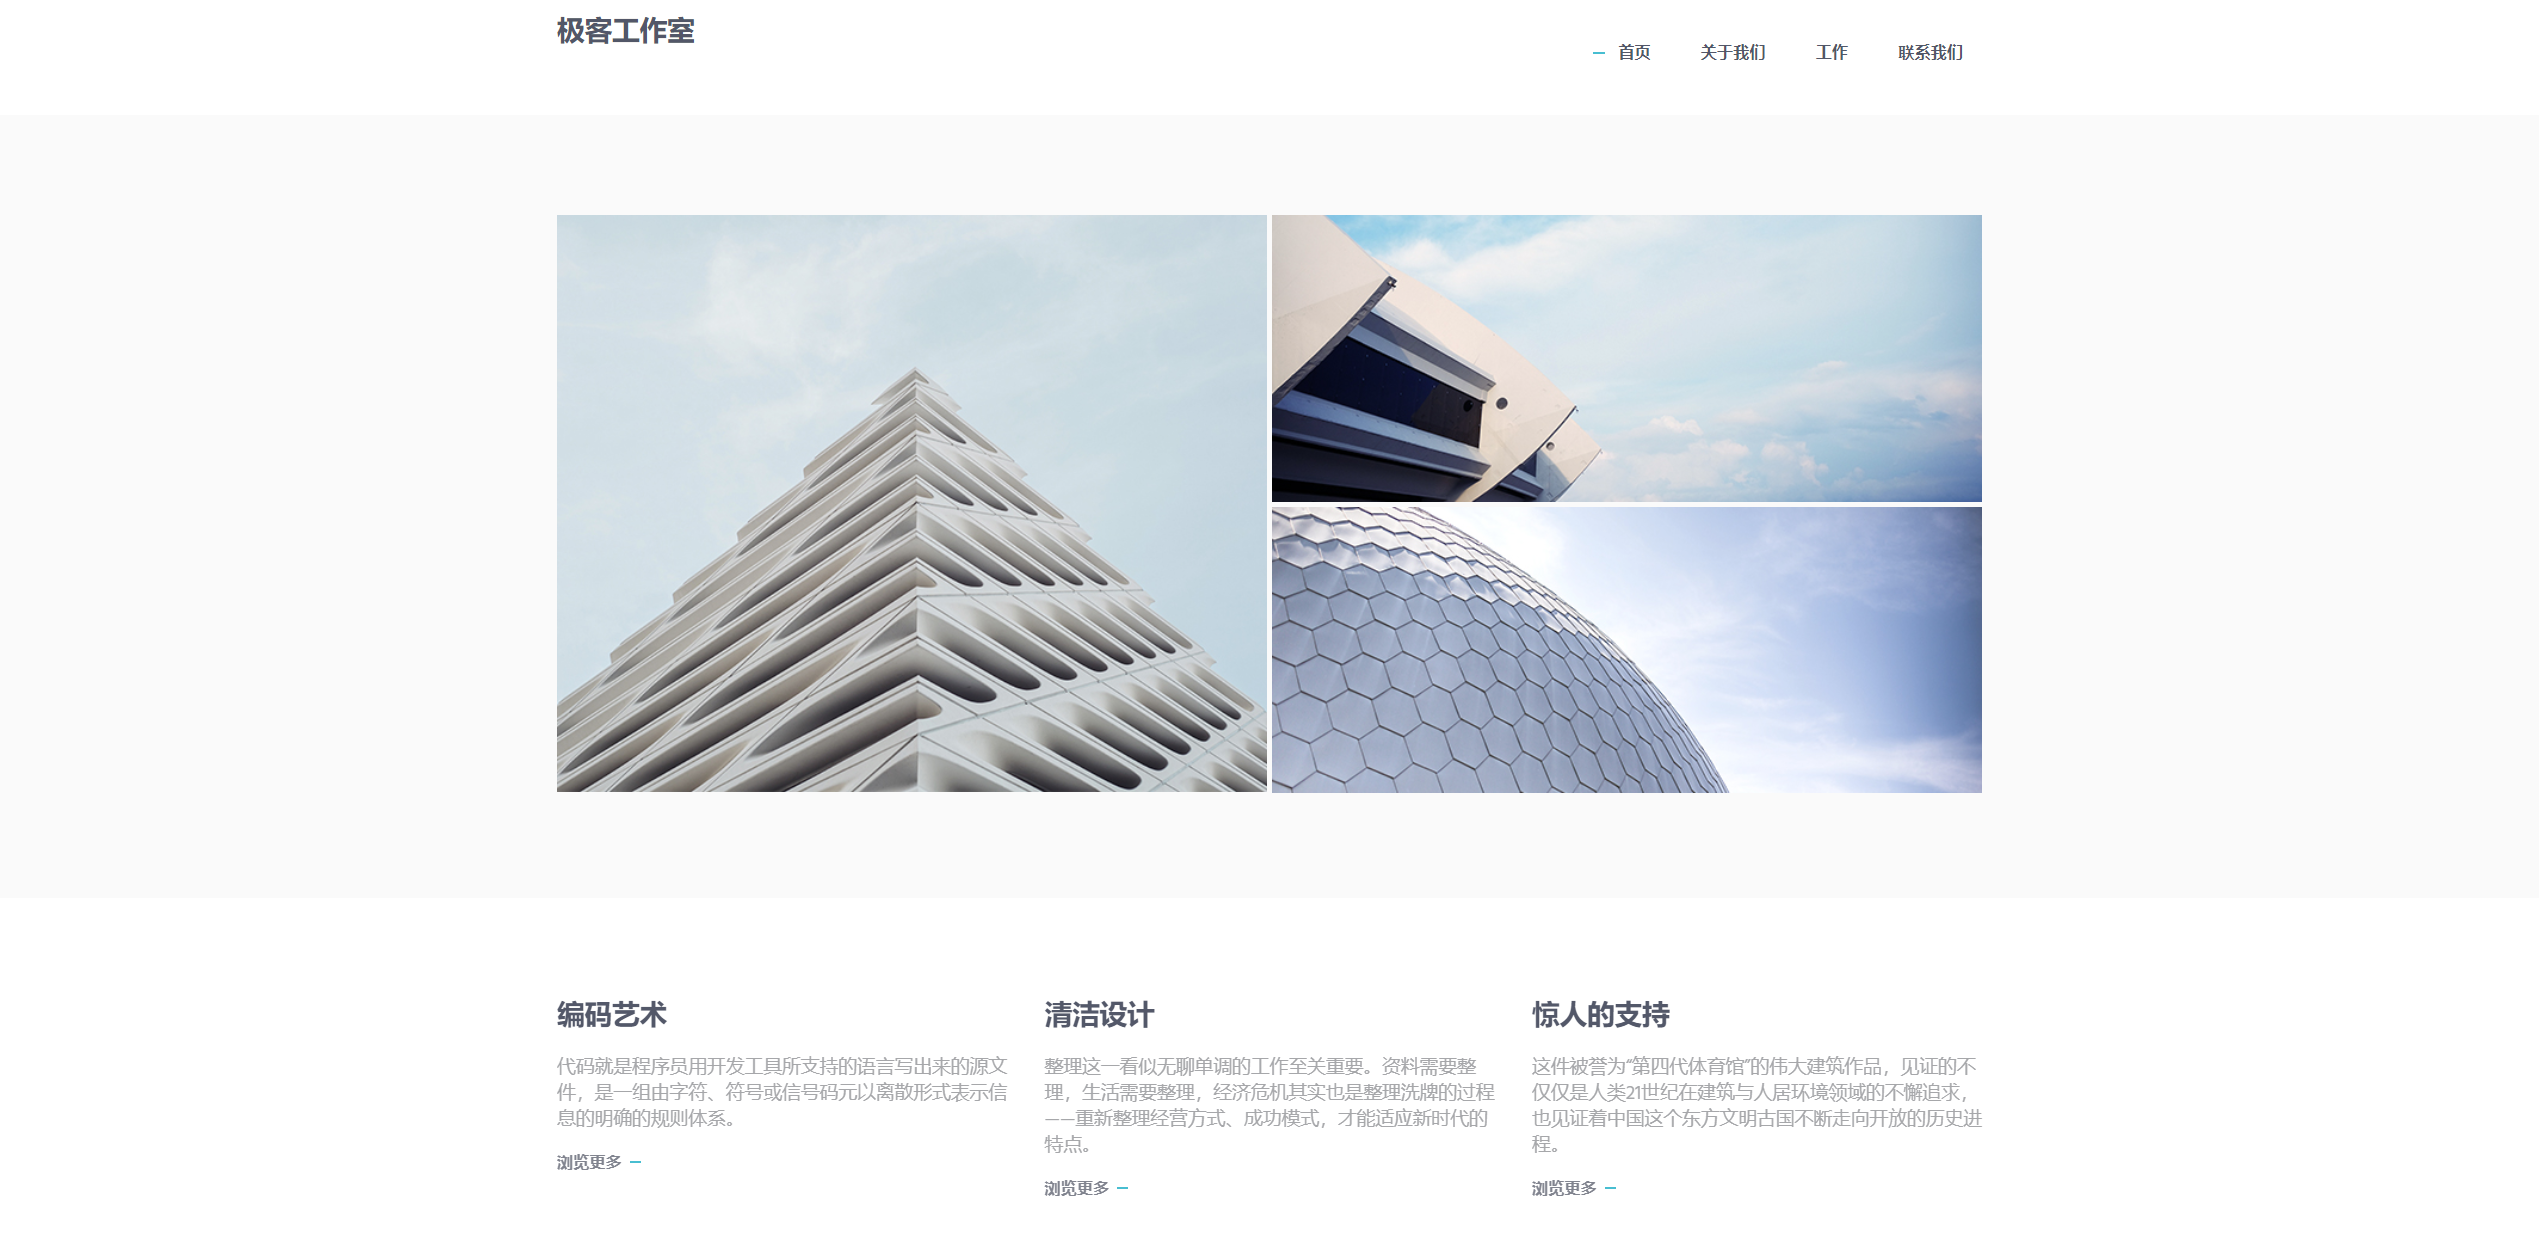 极客工作室
首页 关于我们 工作 联系我们
编码艺术
代码就是程序员用开发工具所支持的语言写出来的源文
件，是一组由字符、符号或信号码元以离散形式表示信
息的明确的规则体系。
浏览更多
清洁设计
整理这一看似无聊单调的工作至关重要。资料需要整
理，生活需要整理，经济危机其实也是整理洗牌的过程
——重新整理经营方式、成功模式，才能适应新时代的
特点。
浏览更多
惊人的支持
这件被誉为“第四代体育馆”的伟大建筑作品，见证的不
仅仅是人类21世纪在建筑与人居环境领域的不懈追求，
也见证着中国这个东方文明古国不断走向开放的历史进
程。
浏览更多